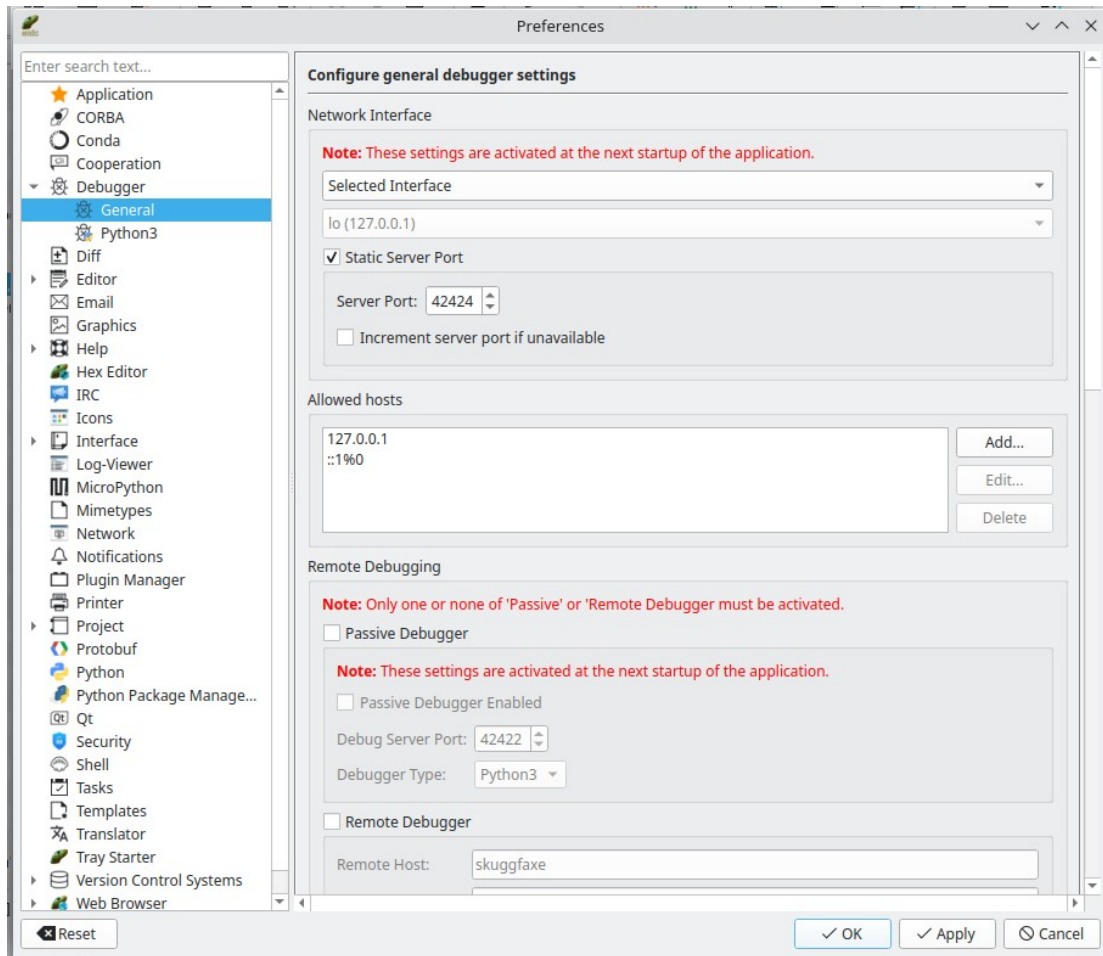 Preferences
Enter search text...
Application
CORBA
Conda
Cooperation
Debugger
General
Python3
Diff
Editor
Email
Graphics
Help
Hex Editor
IRC
Icons
Interface
Log-Viewer
MicroPython
Mimetypes
Network
Notifications
Plugin Manager
Printer
Project
Protobuf
Python
Python Package Manage...
Qt
Security
Shell
Tasks
Templates
Translator
Tray Starter
Version Control Systems
Web Browser
Configure general debugger settings
Network Interface
Note: These settings are activated at the next startup of the application.
Selected Interface
lo (127.0.0.1)
Static Server Port
Server Port: 42424
Increment server port if unavailable
Allowed hosts
127.0.0.1
::1%0
Add...
Edit...
Delete
Remote Debugging
Note: Only one or none of 'Passive' or 'Remote Debugger must be activated.
Passive Debugger
Note: These settings are activated at the next startup of the application.
Passive Debugger Enabled
Debug Server Port: 42422
Debugger Type: Python3
Remote Debugger
Remote Host: skuggfaxe
Reset
OK
Apply
Cancel